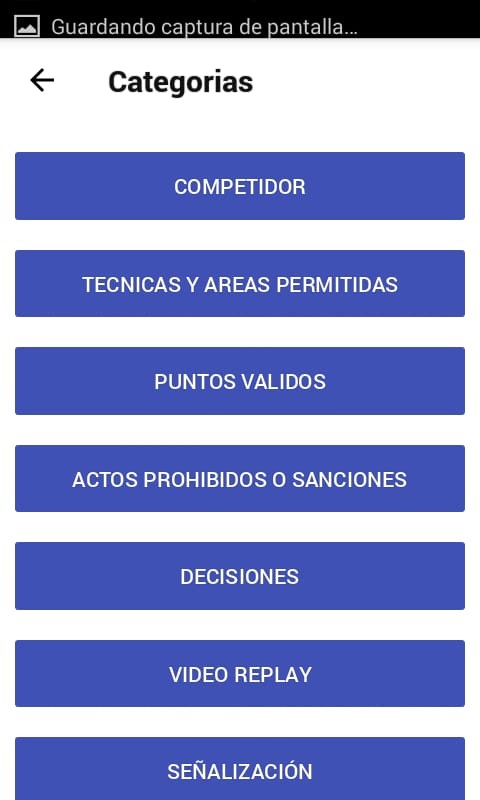 Guardando captura de pantalla...
Categorias
COMPETIDOR
TECNICAS Y AREAS PERMITIDAS
PUNTOS VALIDOS
ACTOS PROHIBIDOS O SANCIONES
DECISIONES
VIDEO REPLAY
SEÑALIZACIÓN